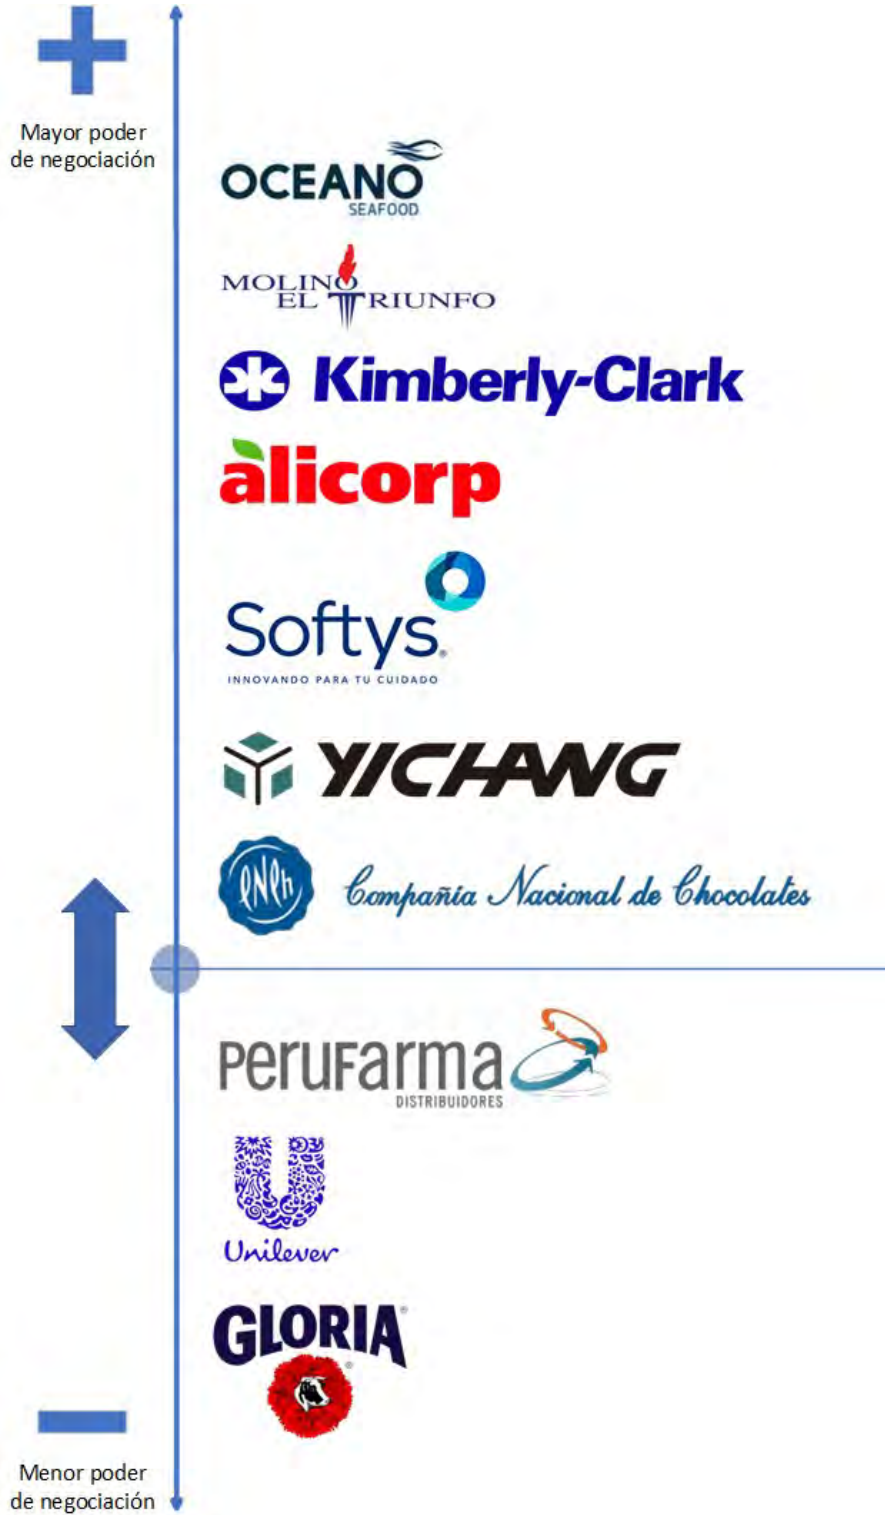 Mayor poder
de negociación
OCEANO
SEAFOOD
MOLINO
EL TRIUNFO
Kimberly-Clark
alicorp
Softys®
INNOVANDO PARA TU CUIDADO
YICHANG
CNCh Compañía Nacional de Chocolates
PERUFARMA
DISTRIBUIDORES
Unilever
GLORIA®
®
Menor poder
de negociación